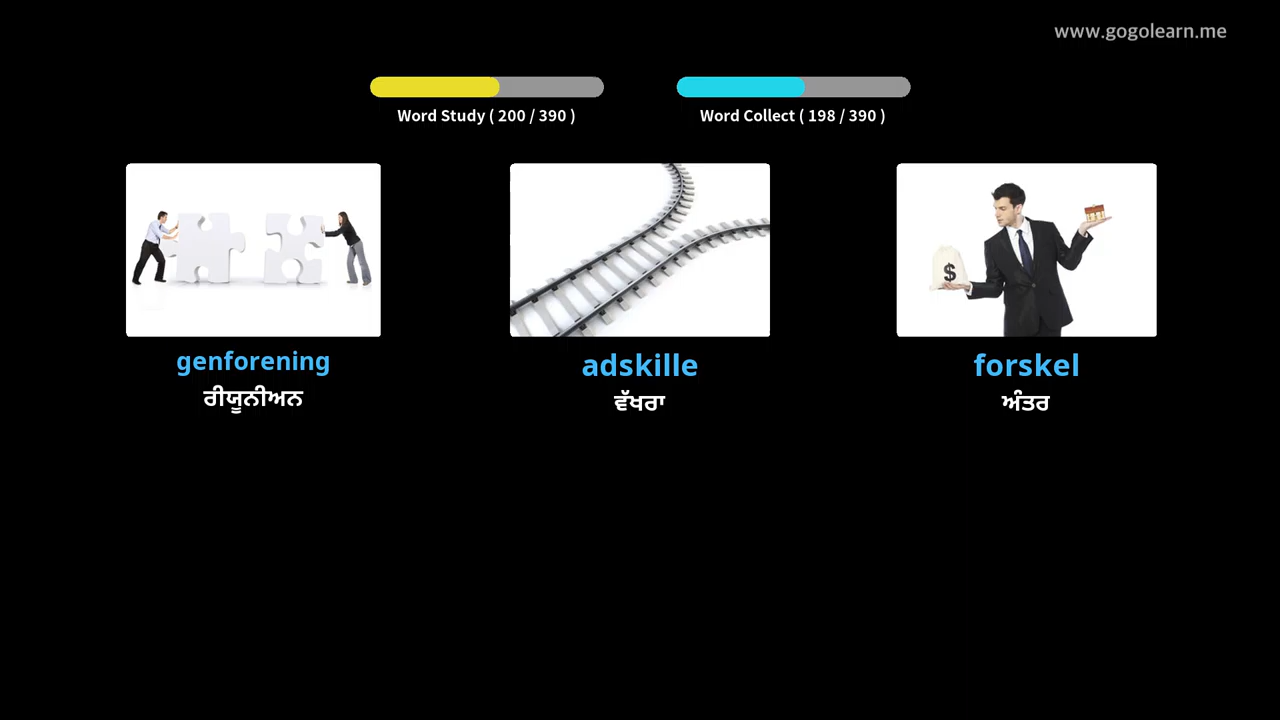 www.gogolearn.me
Word Study ( 200 / 390 )
Word Collect ( 198 / 390 )
genforening
adskille
forskel
ਰੀਯੂਨੀਅਨ
ਵੱਖਰਾ
ਅੰਤਰ
$